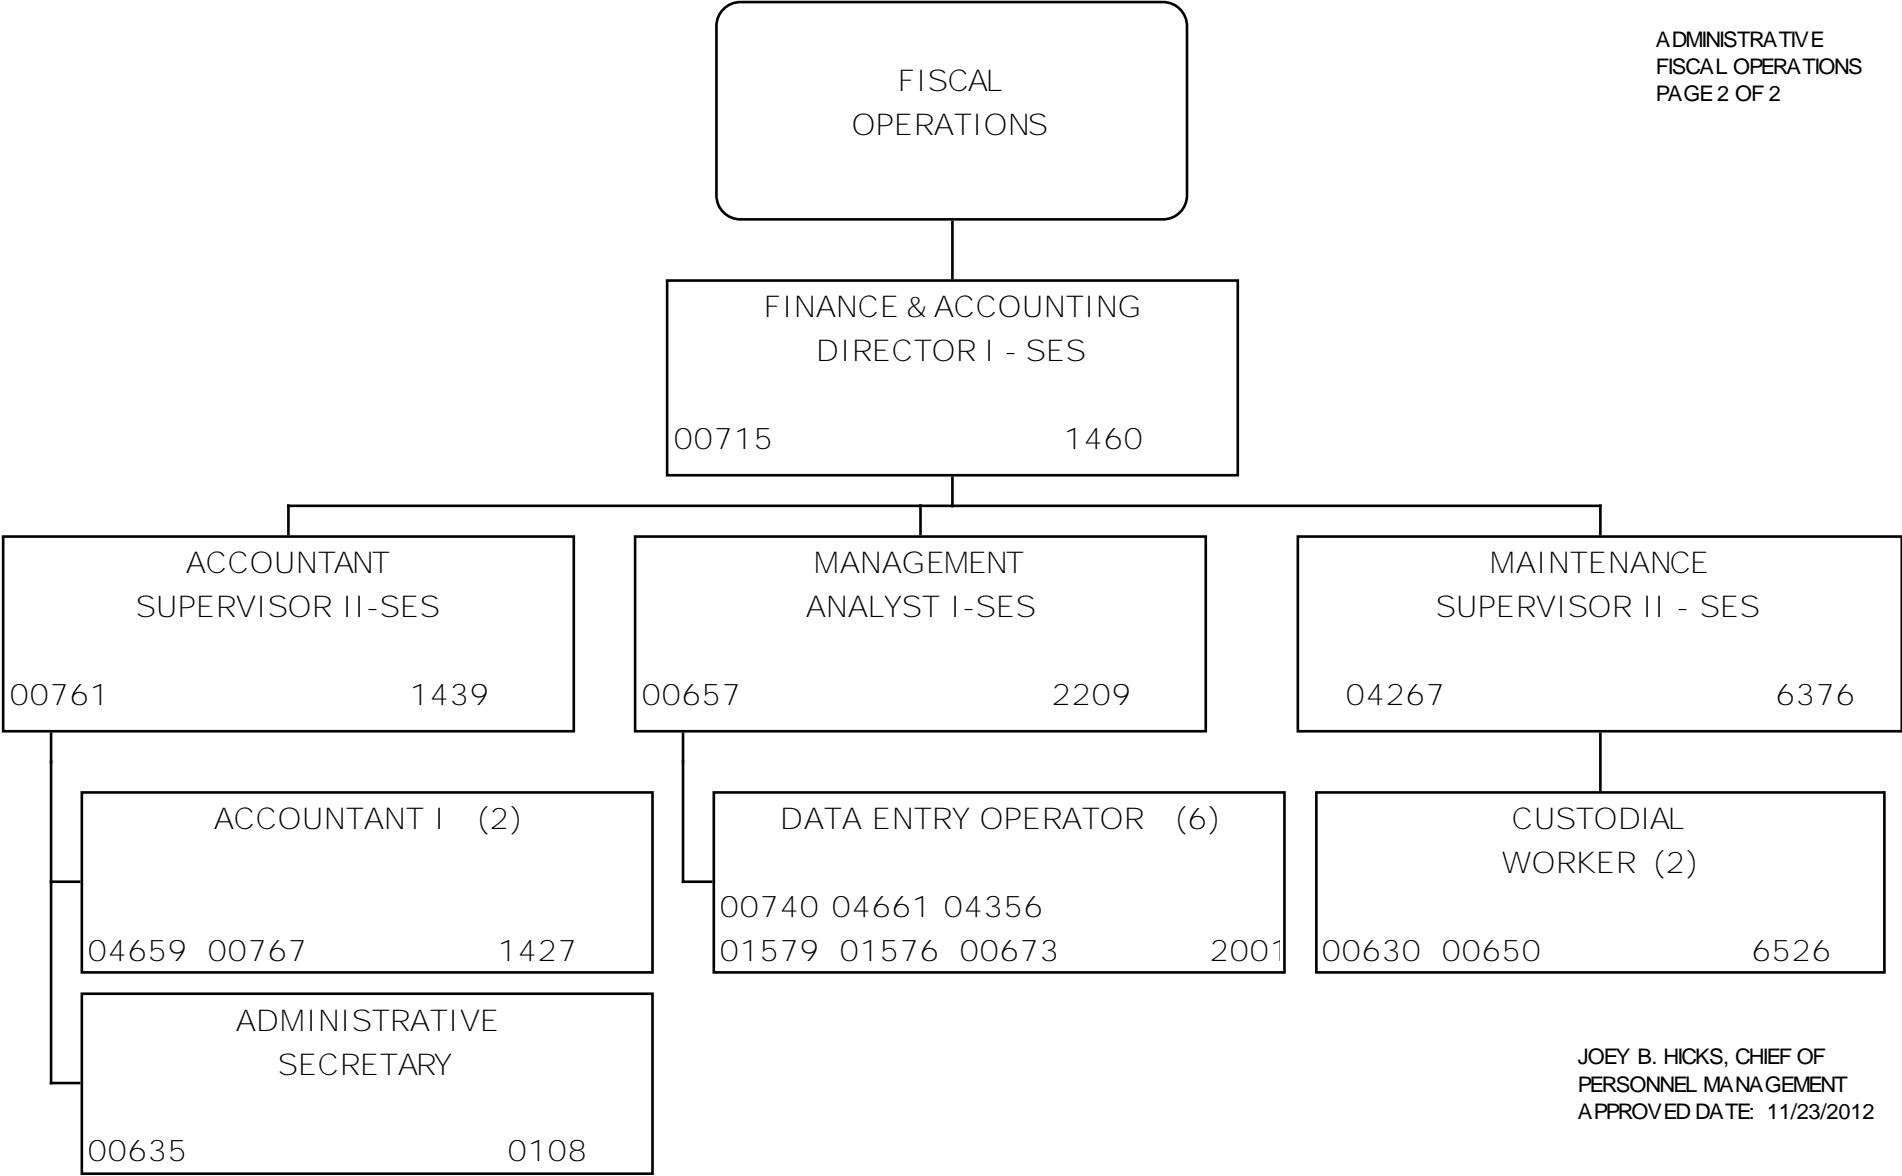 ADMINISTRATIVE
FISCAL OPERATIONS
PAGE 2 OF 2
FISCAL
OPERATIONS
FINANCE & ACCOUNTING
DIRECTOR I - SES
00715 1460
ACCOUNTANT
SUPERVISOR II-SES
00761 1439
MANAGEMENT
ANALYST I-SES
00657 2209
MAINTENANCE
SUPERVISOR II - SES
04267 6376
ACCOUNTANT I (2)
04659 00767 1427
DATA ENTRY OPERATOR (6)
00740 04661 04356
01579 01576 00673 2001
CUSTODIAL
WORKER (2)
00630 00650 6526
ADMINISTRATIVE
SECRETARY
00635 0108
JOEY B. HICKS, CHIEF OF
PERSONNEL MANAGEMENT
APPROVED DATE: 11/23/2012